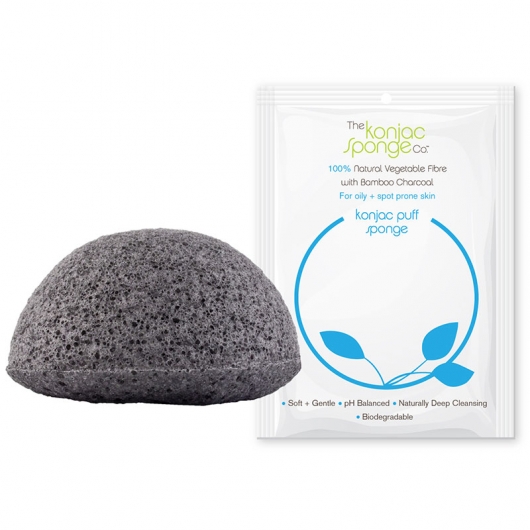 The konjac
sponge Co.™
100% Natural Vegetable Fibre
with Bamboo Charcoal
For oily + spot prone skin
konjac puff
sponge
• Soft + Gentle • pH Balanced • Naturally Deep Cleansing
• Biodegradable